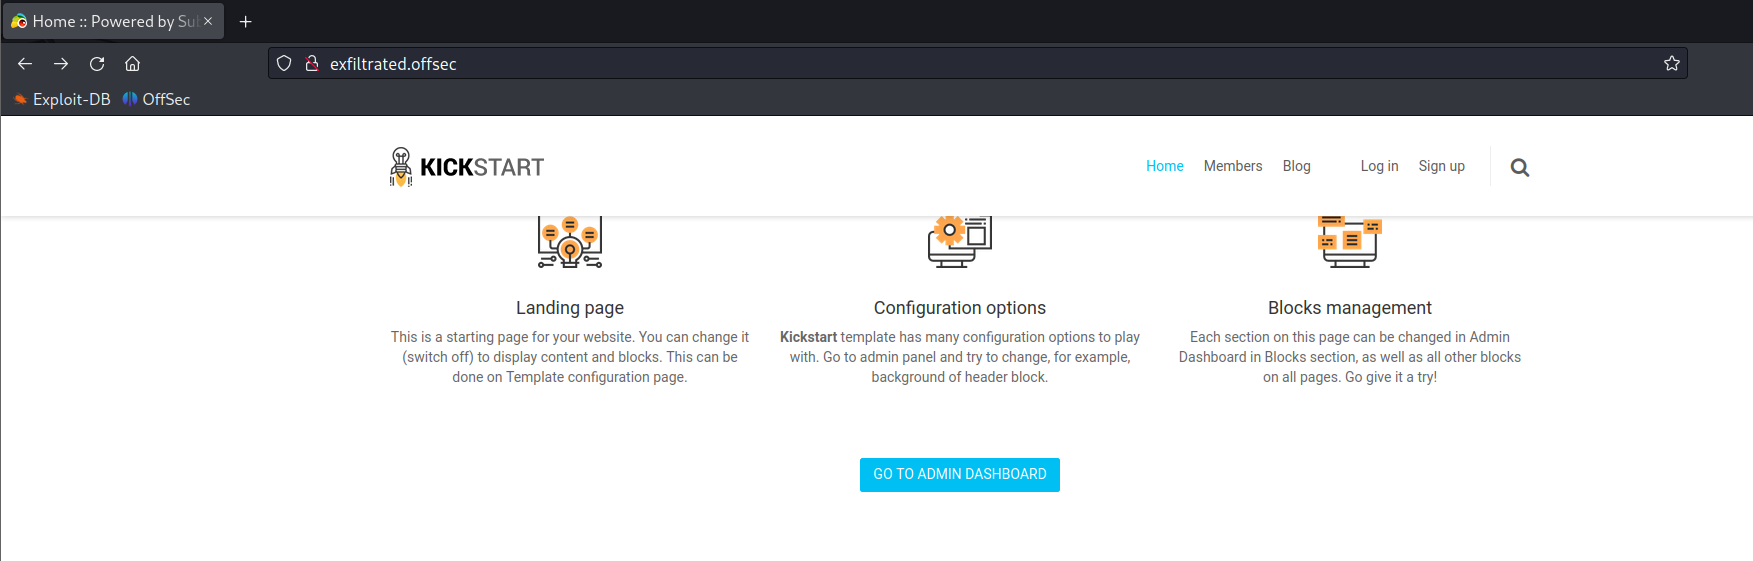 Home :: Powered by Sub
exfiltrated.offsec
Exploit-DB OffSec
KICKSTART
Home Members Blog Log in Sign up
Landing page
This is a starting page for your website. You can change it
(switch off) to display content and blocks. This can be
done on Template configuration page.
Configuration options
Kickstart template has many configuration options to play
with. Go to admin panel and try to change, for example,
background of header block.
Blocks management
Each section on this page can be changed in Admin
Dashboard in Blocks section, as well as all other blocks
on all pages. Go give it a try!
GO TO ADMIN DASHBOARD